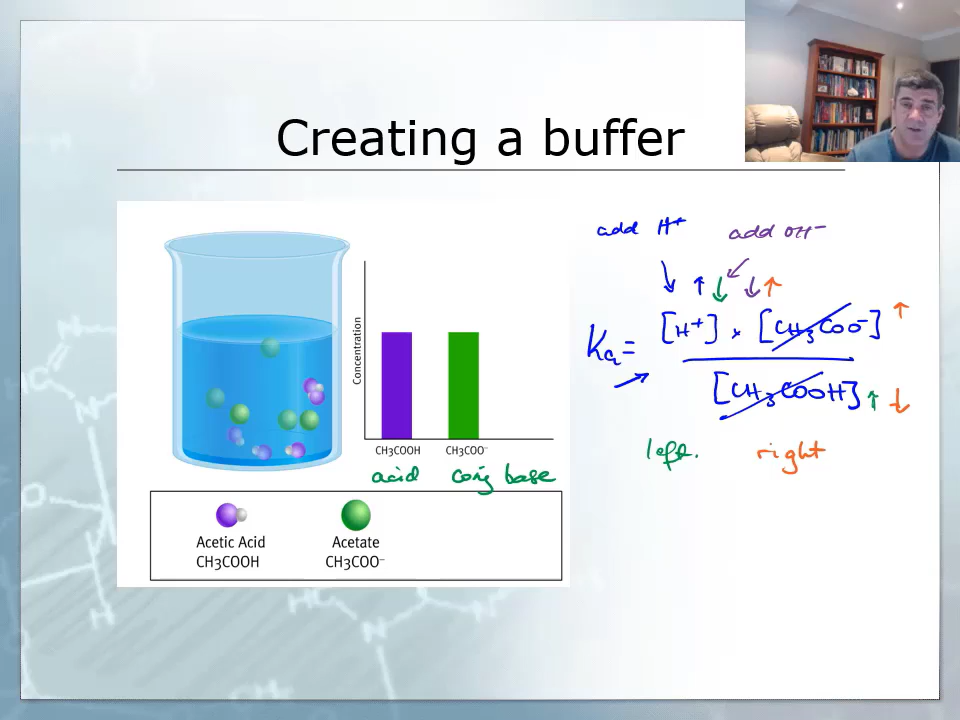 Creating a buffer
Concentration
CH3COOH CH3COO⁻
acid conj base
Acetic Acid
CH3COOH
Acetate
CH3COO⁻
add H⁺ add OH⁻
↓ ↑ ↓ ↓ ↑
Ka = [H⁺] × [CH₃COO⁻] ↑
[CH₃COOH] ↑ ↓
left. right